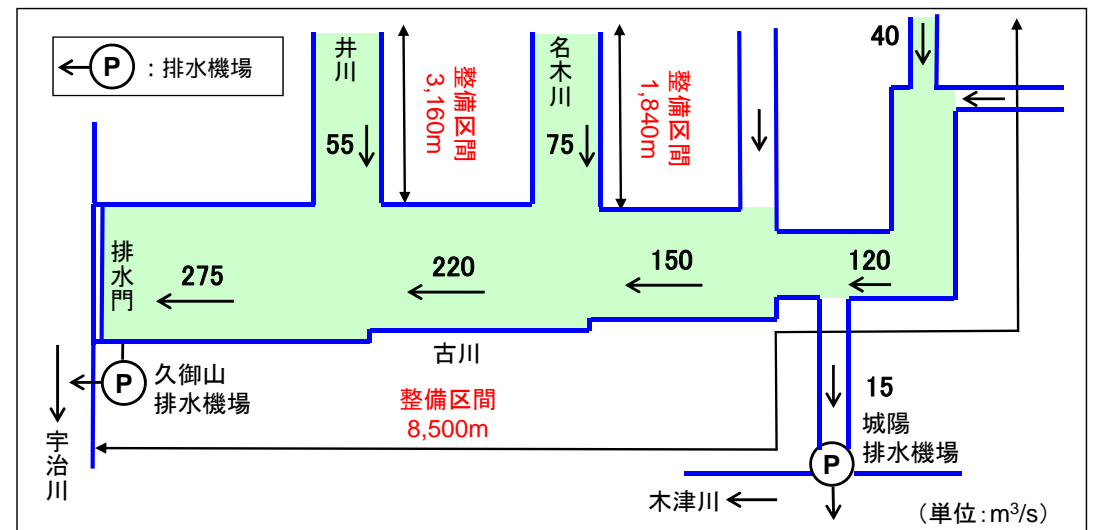 P :排水機場
井川
名木川
40
整備区間
3,160m
整備区間
1,840m
55
75
排水門
275
220
150
120
古川
P
久御山
排水機場
整備区間
8,500m
15
城陽
排水機場
P
宇治川
木津川
(単位:m³/s)